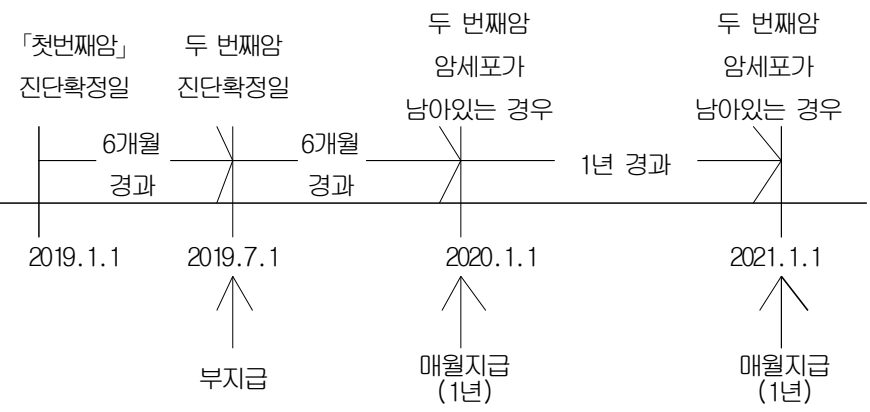 「첫번째암」
진단확정일
두 번째암
진단확정일
두 번째암
암세포가
남아있는 경우
두 번째암
암세포가
남아있는 경우
6개월
경과
6개월
경과
1년 경과
2019.1.1
2019.7.1
2020.1.1
2021.1.1
부지급
매월지급
(1년)
매월지급
(1년)